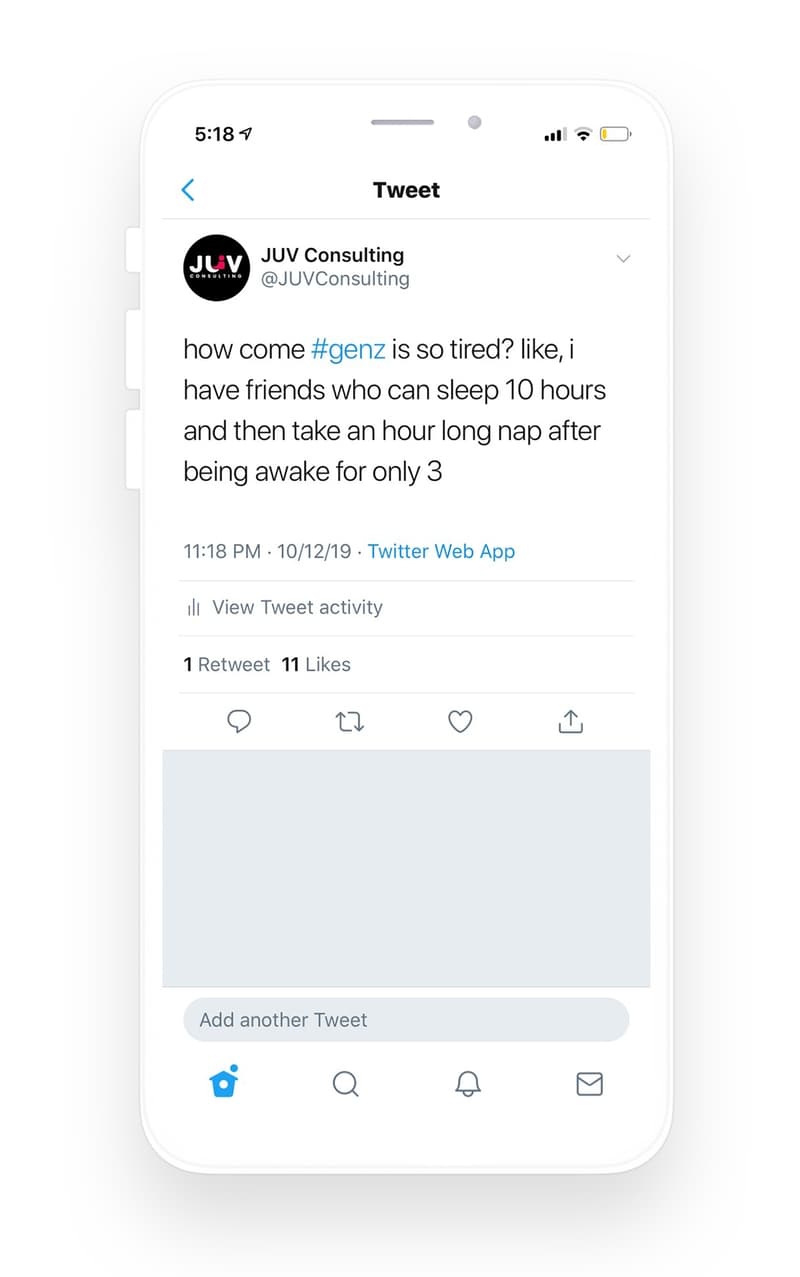 5:18
Tweet
JUV
CONSULTING
JUV Consulting
@JUVConsulting
how come #genz is so tired? like, i
have friends who can sleep 10 hours
and then take an hour long nap after
being awake for only 3
11:18 PM · 10/12/19 · Twitter Web App
View Tweet activity
1 Retweet 11 Likes
Add another Tweet